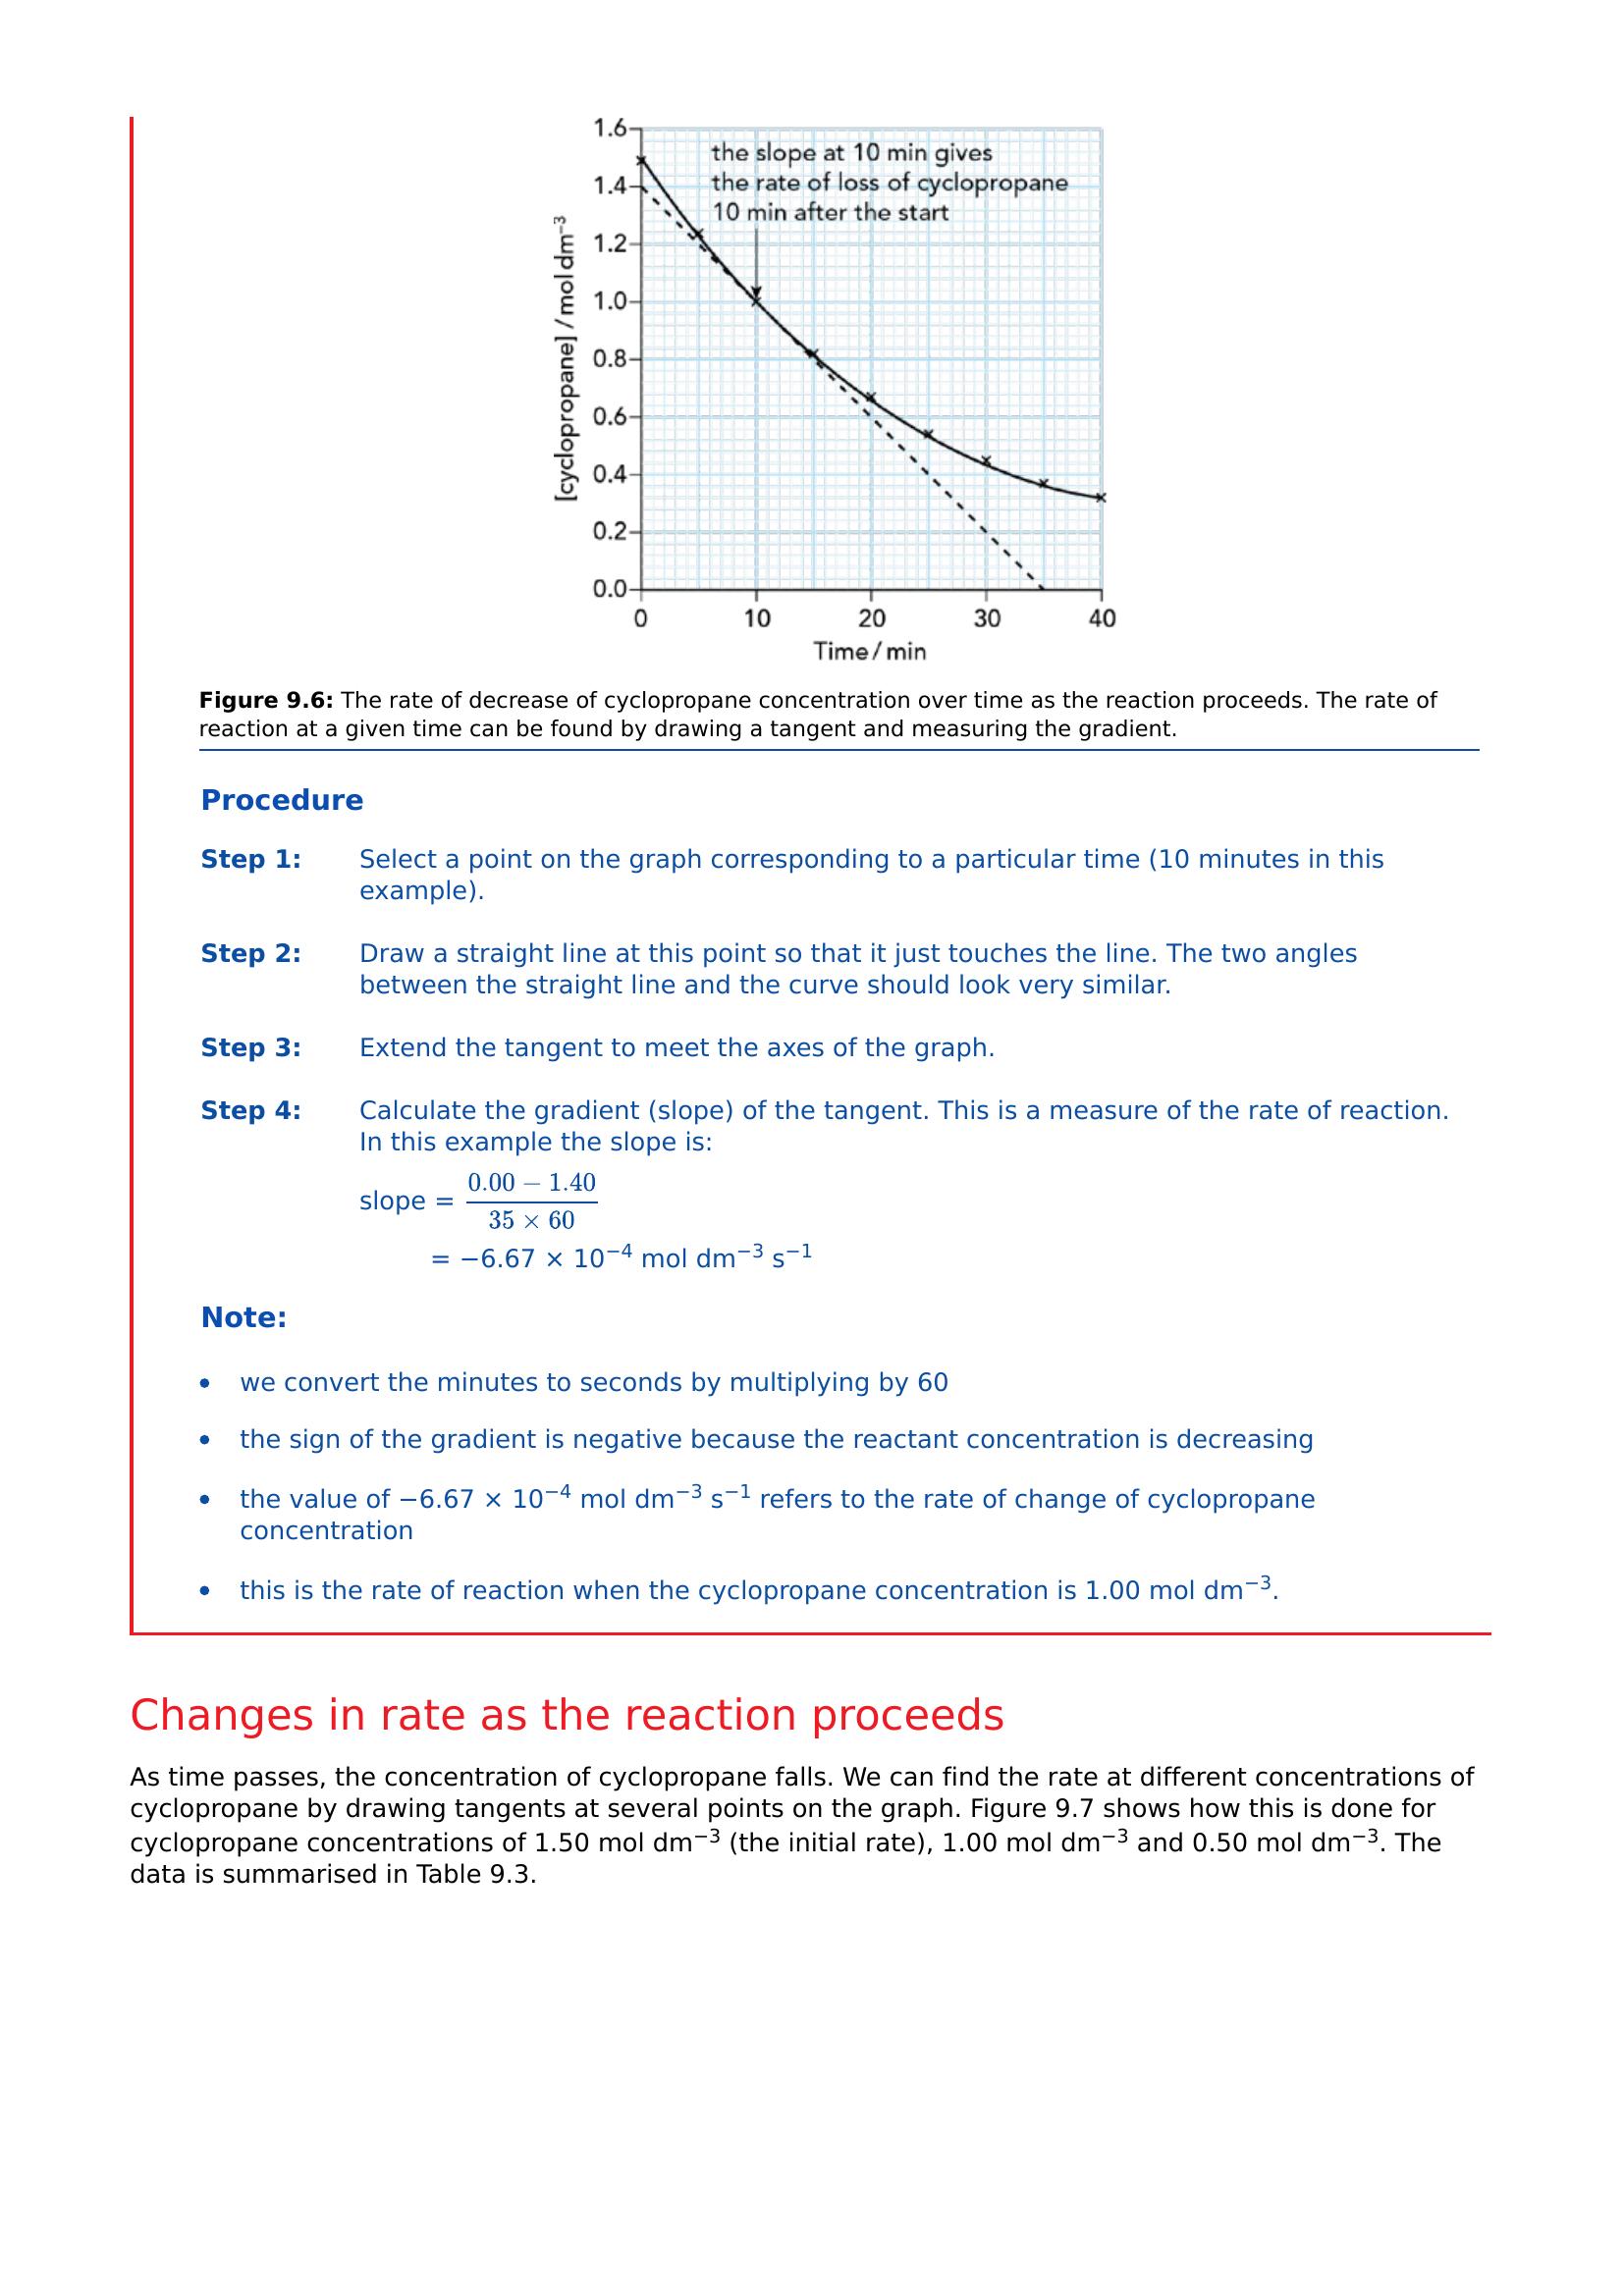 1.6
the slope at 10 min gives
1.4
the rate of loss of cyclopropane
10 min after the start
1.2
1.0
0.8
0.6
0.4
0.2
0.0
[cyclopropane] / mol dm⁻³
0 10 20 30 40
Time / min
Figure 9.6: The rate of decrease of cyclopropane concentration over time as the reaction proceeds. The rate of
reaction at a given time can be found by drawing a tangent and measuring the gradient.
Procedure
Step 1: Select a point on the graph corresponding to a particular time (10 minutes in this
example).
Step 2: Draw a straight line at this point so that it just touches the line. The two angles
between the straight line and the curve should look very similar.
Step 3: Extend the tangent to meet the axes of the graph.
Step 4: Calculate the gradient (slope) of the tangent. This is a measure of the rate of reaction.
In this example the slope is:
slope = (0.00 − 1.40) / (35 × 60)
= −6.67 × 10⁻⁴ mol dm⁻³ s⁻¹
Note:
• we convert the minutes to seconds by multiplying by 60
• the sign of the gradient is negative because the reactant concentration is decreasing
• the value of −6.67 × 10⁻⁴ mol dm⁻³ s⁻¹ refers to the rate of change of cyclopropane
concentration
• this is the rate of reaction when the cyclopropane concentration is 1.00 mol dm⁻³.
Changes in rate as the reaction proceeds
As time passes, the concentration of cyclopropane falls. We can find the rate at different concentrations of
cyclopropane by drawing tangents at several points on the graph. Figure 9.7 shows how this is done for
cyclopropane concentrations of 1.50 mol dm⁻³ (the initial rate), 1.00 mol dm⁻³ and 0.50 mol dm⁻³. The
data is summarised in Table 9.3.